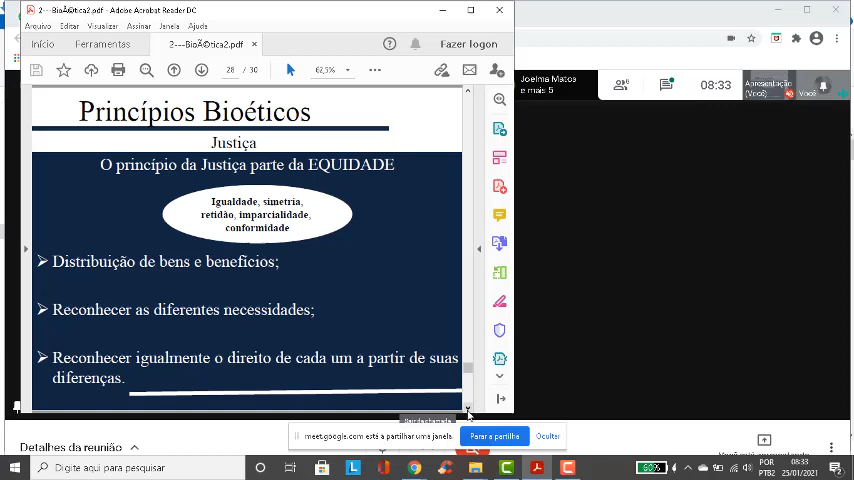 2---BioÃ©tica2.pdf - Adobe Acrobat Reader DC
Arquivo Editar Visualizar Assinar Janela Ajuda
Início Ferramentas 2---BioÃ©tica2.pdf × Fazer logon
28 / 30 62,5%
Princípios Bioéticos
Justiça
O princípio da Justiça parte da EQUIDADE
Igualdade, simetria,
retidão, imparcialidade,
conformidade
Distribuição de bens e benefícios;
Reconhecer as diferentes necessidades;
Reconhecer igualmente o direito de cada um a partir de suas
diferenças.
Joelma Matos
e mais 5
6
08:33
Apresentação
(Você)
Você
meet.google.com está a partilhar uma janela.
Parar a partilha
Ocultar
Detalhes da reunião
Digite aqui para pesquisar
60%
POR
PTB2
08:33
25/01/2021